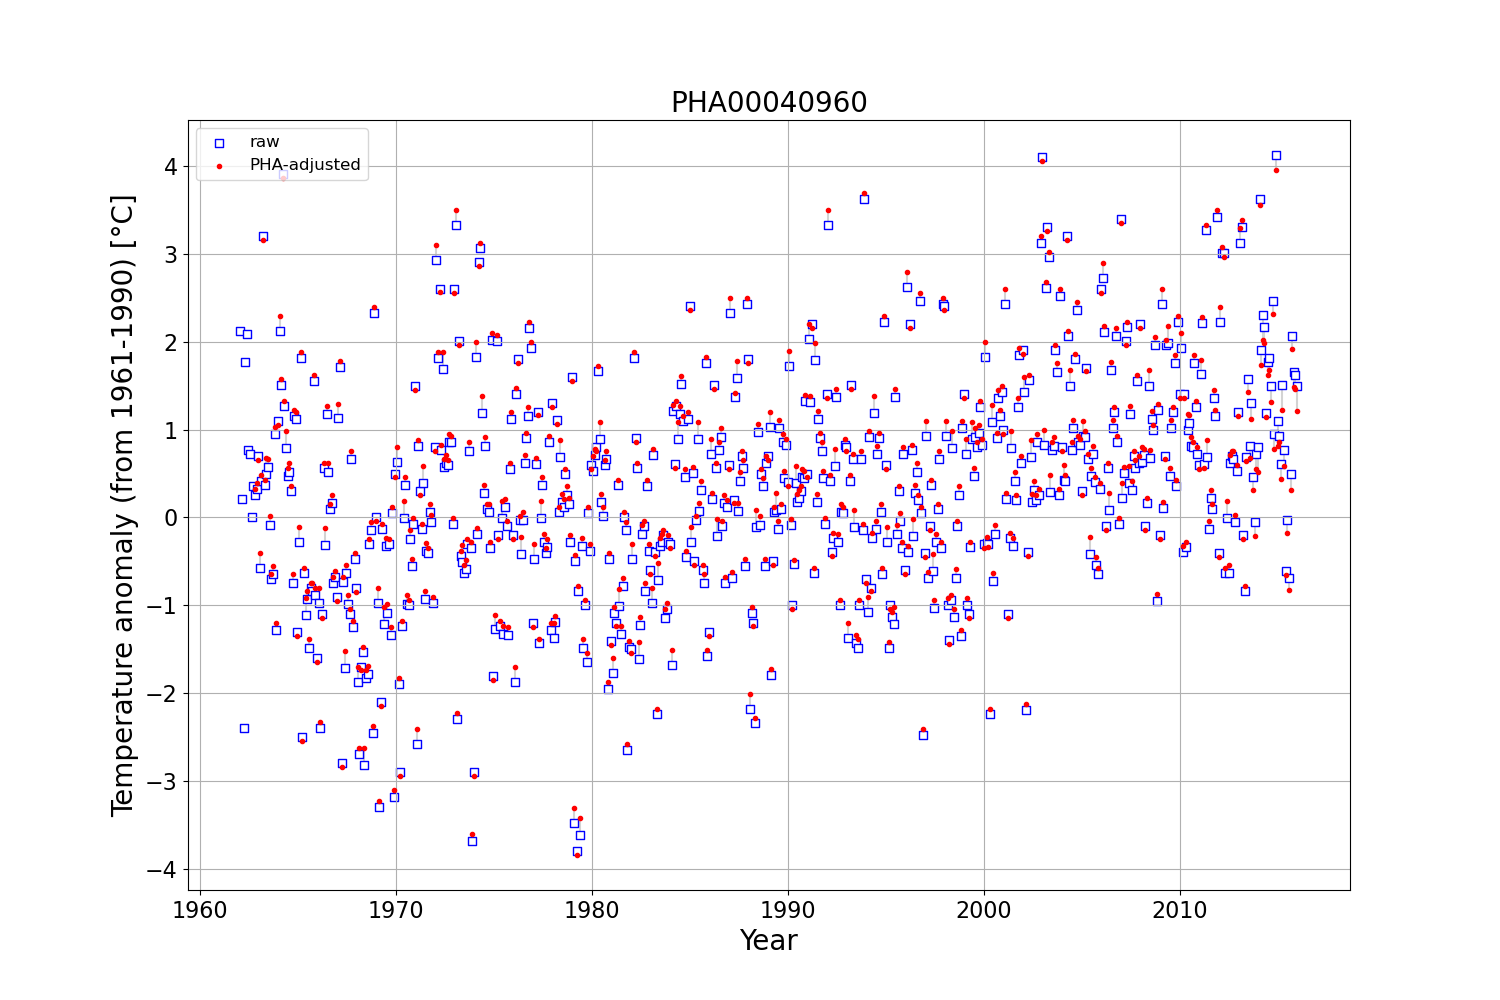 PHA00040960
raw
PHA-adjusted
Temperature anomaly (from 1961-1990) [°C]
4
3
2
1
0
−1
−2
−3
−4
1960 1970 1980 1990 2000 2010
Year